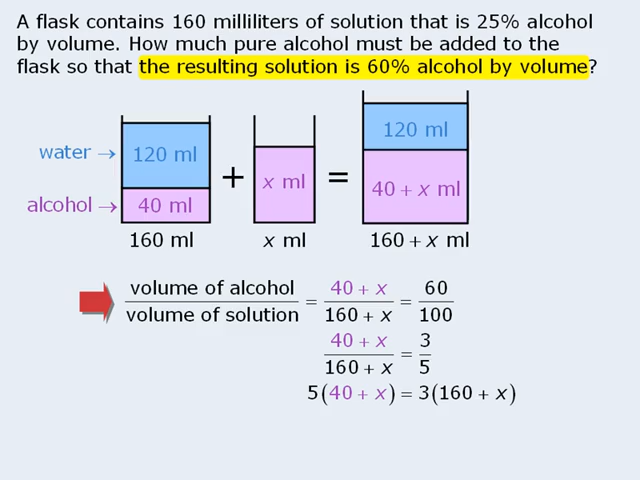 A flask contains 160 milliliters of solution that is 25% alcohol
by volume. How much pure alcohol must be added to the
flask so that the resulting solution is 60% alcohol by volume?
water → 120 ml
alcohol → 40 ml
160 ml
+
x ml
x ml
=
120 ml
40 + x ml
160 + x ml
volume of alcohol / volume of solution = 40 + x / 160 + x = 60 / 100
40 + x / 160 + x = 3 / 5
5(40 + x) = 3(160 + x)